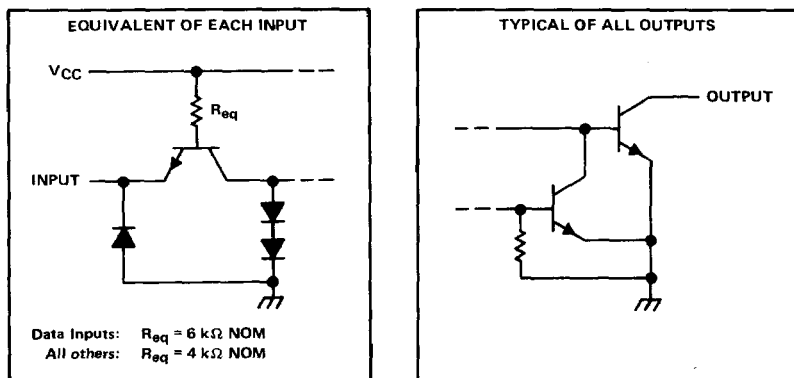 EQUIVALENT OF EACH INPUT
VCC
Req
INPUT
Data Inputs: Req = 6 kΩ NOM
All others: Req = 4 kΩ NOM
TYPICAL OF ALL OUTPUTS
OUTPUT